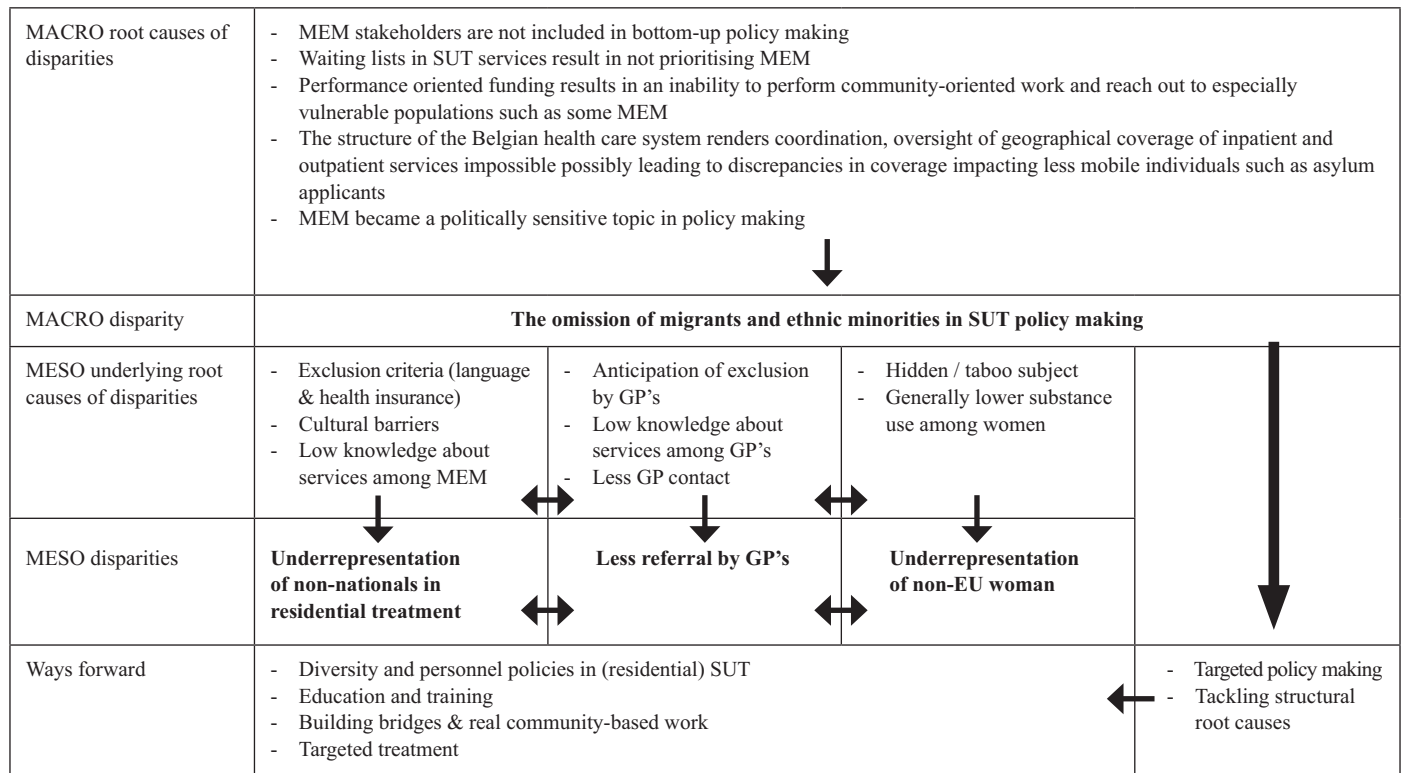 MACRO root causes of
disparities
- MEM stakeholders are not included in bottom-up policy making
- Waiting lists in SUT services result in not prioritising MEM
- Performance oriented funding results in an inability to perform community-oriented work and reach out to especially
vulnerable populations such as some MEM
- The structure of the Belgian health care system renders coordination, oversight of geographical coverage of inpatient and
outpatient services impossible possibly leading to discrepancies in coverage impacting less mobile individuals such as asylum
applicants
- MEM became a politically sensitive topic in policy making
MACRO disparity
The omission of migrants and ethnic minorities in SUT policy making
MESO underlying root
causes of disparities
- Exclusion criteria (language
& health insurance)
- Cultural barriers
- Low knowledge about
services among MEM
- Anticipation of exclusion
by GP's
- Low knowledge about
services among GP's
- Less GP contact
- Hidden / taboo subject
- Generally lower substance
use among women
MESO disparities
Underrepresentation
of non-nationals in
residential treatment
Less referral by GP's
Underrepresentation
of non-EU woman
Ways forward
- Diversity and personnel policies in (residential) SUT
- Education and training
- Building bridges & real community-based work
- Targeted treatment
- Targeted policy making
- Tackling structural
root causes